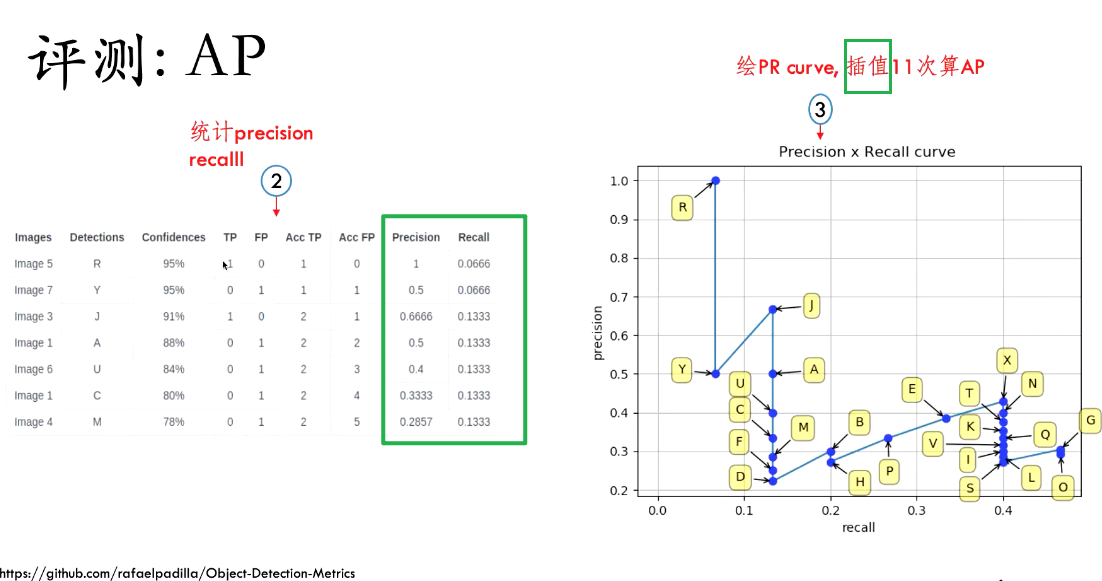 评测: AP
统计precision
recalll
2
Images Detections Confidences TP FP Acc TP Acc FP Precision Recall
Image 5 R 95% 1 0 1 0 1 0.0666
Image 7 Y 95% 0 1 1 1 0.5 0.0666
Image 3 J 91% 1 0 2 1 0.6666 0.1333
Image 1 A 88% 0 1 2 2 0.5 0.1333
Image 6 U 84% 0 1 2 3 0.4 0.1333
Image 1 C 80% 0 1 2 4 0.3333 0.1333
Image 4 M 78% 0 1 2 5 0.2857 0.1333
绘PR curve, 插值11次算AP
3
Precision x Recall curve
precision
1.0
0.9
0.8
0.7
0.6
0.5
0.4
0.3
0.2
R
J
Y
A
U
C
F
M
D
B
H
P
E
X
T
N
K
V
Q
I
S
L
G
O
0.0 0.1 0.2 0.3 0.4
recall
https://github.com/rafaelpadilla/Object-Detection-Metrics